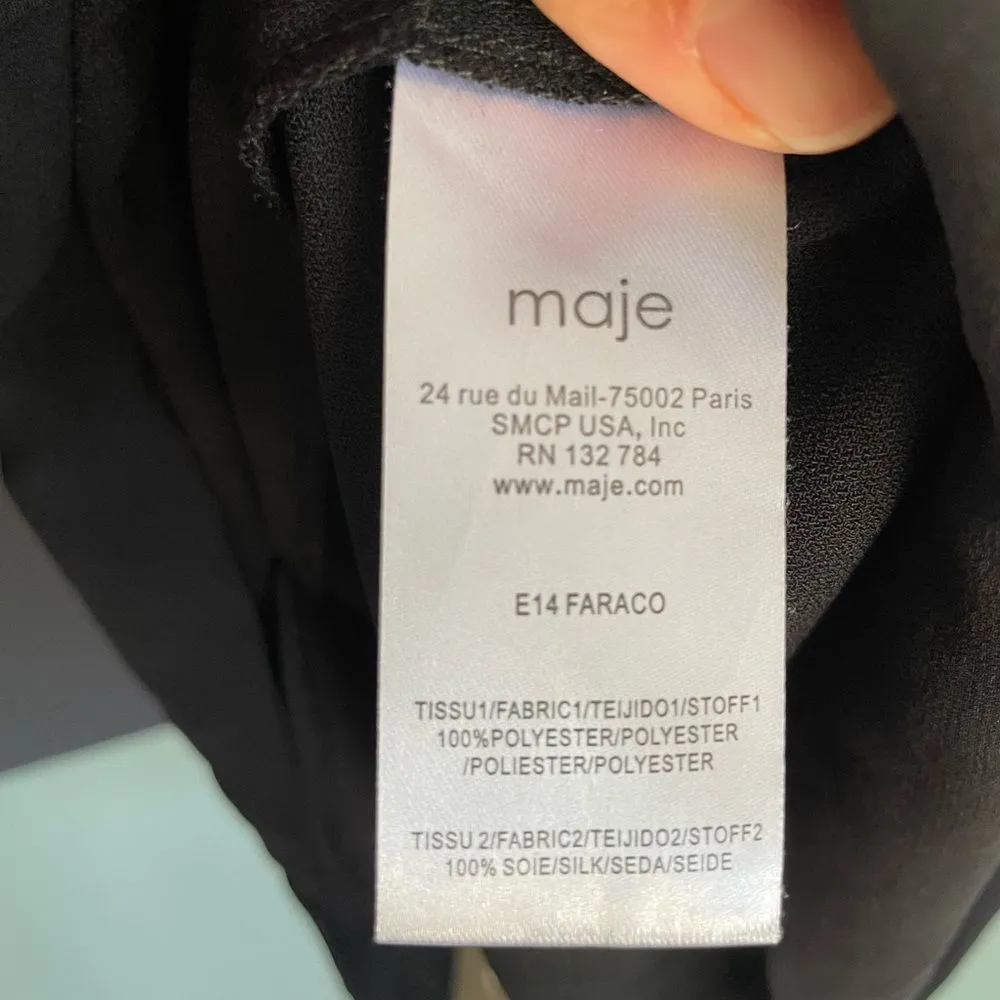 maje
24 rue du Mail-75002 Paris
SMCP USA, Inc
RN 132 784
www.maje.com
E14 FARACO
TISSU1/FABRIC1/TEIJIDO1/STOFF1
100%POLYESTER/POLYESTER
/POLIESTER/POLYESTER
TISSU 2/FABRIC2/TEIJIDO2/STOFF2
100% SOIE/SILK/SEDA/SEIDE